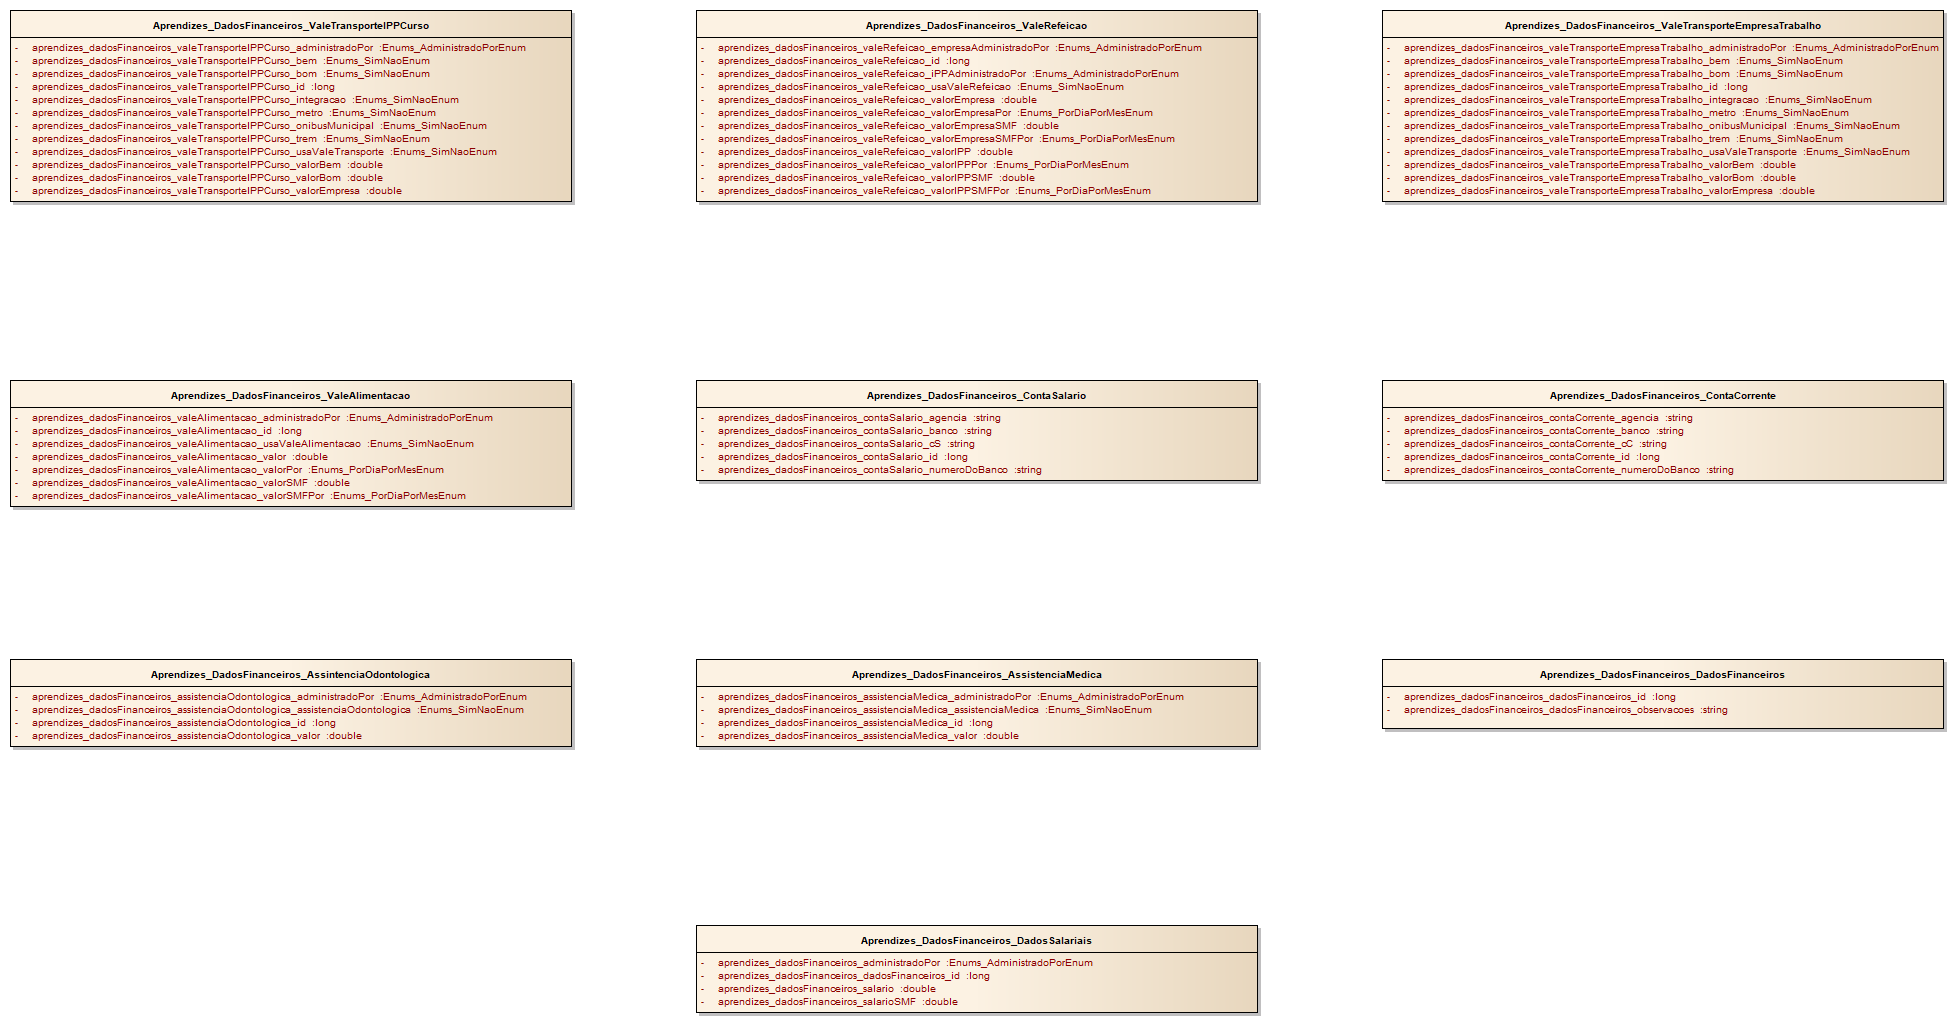 Aprendizes_DadosFinanceiros_ValeTransporteIPPCurso
- aprendizes_dadosFinanceiros_valeTransporteIPPCurso_administradoPor :Enums_AdministradoPorEnum
- aprendizes_dadosFinanceiros_valeTransporteIPPCurso_bem :Enums_SimNaoEnum
- aprendizes_dadosFinanceiros_valeTransporteIPPCurso_bom :Enums_SimNaoEnum
- aprendizes_dadosFinanceiros_valeTransporteIPPCurso_id :long
- aprendizes_dadosFinanceiros_valeTransporteIPPCurso_integracao :Enums_SimNaoEnum
- aprendizes_dadosFinanceiros_valeTransporteIPPCurso_metro :Enums_SimNaoEnum
- aprendizes_dadosFinanceiros_valeTransporteIPPCurso_onibusMunicipal :Enums_SimNaoEnum
- aprendizes_dadosFinanceiros_valeTransporteIPPCurso_trem :Enums_SimNaoEnum
- aprendizes_dadosFinanceiros_valeTransporteIPPCurso_usaValeTransporte :Enums_SimNaoEnum
- aprendizes_dadosFinanceiros_valeTransporteIPPCurso_valorBem :double
- aprendizes_dadosFinanceiros_valeTransporteIPPCurso_valorBom :double
- aprendizes_dadosFinanceiros_valeTransporteIPPCurso_valorEmpresa :double
Aprendizes_DadosFinanceiros_ValeRefeicao
- aprendizes_dadosFinanceiros_valeRefeicao_empresaAdministradoPor :Enums_AdministradoPorEnum
- aprendizes_dadosFinanceiros_valeRefeicao_id :long
- aprendizes_dadosFinanceiros_valeRefeicao_iPPAdministradoPor :Enums_AdministradoPorEnum
- aprendizes_dadosFinanceiros_valeRefeicao_usaValeRefeicao :Enums_SimNaoEnum
- aprendizes_dadosFinanceiros_valeRefeicao_valorEmpresa :double
- aprendizes_dadosFinanceiros_valeRefeicao_valorEmpresaPor :Enums_PorDiaPorMesEnum
- aprendizes_dadosFinanceiros_valeRefeicao_valorEmpresaSMF :double
- aprendizes_dadosFinanceiros_valeRefeicao_valorEmpresaSMFPor :Enums_PorDiaPorMesEnum
- aprendizes_dadosFinanceiros_valeRefeicao_valorIPP :double
- aprendizes_dadosFinanceiros_valeRefeicao_valorIPPPor :Enums_PorDiaPorMesEnum
- aprendizes_dadosFinanceiros_valeRefeicao_valorIPPSMF :double
- aprendizes_dadosFinanceiros_valeRefeicao_valorIPPSMFPor :Enums_PorDiaPorMesEnum
Aprendizes_DadosFinanceiros_ValeTransporteEmpresaTrabalho
- aprendizes_dadosFinanceiros_valeTransporteEmpresaTrabalho_administradoPor :Enums_AdministradoPorEnum
- aprendizes_dadosFinanceiros_valeTransporteEmpresaTrabalho_bem :Enums_SimNaoEnum
- aprendizes_dadosFinanceiros_valeTransporteEmpresaTrabalho_bom :Enums_SimNaoEnum
- aprendizes_dadosFinanceiros_valeTransporteEmpresaTrabalho_id :long
- aprendizes_dadosFinanceiros_valeTransporteEmpresaTrabalho_integracao :Enums_SimNaoEnum
- aprendizes_dadosFinanceiros_valeTransporteEmpresaTrabalho_metro :Enums_SimNaoEnum
- aprendizes_dadosFinanceiros_valeTransporteEmpresaTrabalho_onibusMunicipal :Enums_SimNaoEnum
- aprendizes_dadosFinanceiros_valeTransporteEmpresaTrabalho_trem :Enums_SimNaoEnum
- aprendizes_dadosFinanceiros_valeTransporteEmpresaTrabalho_usaValeTransporte :Enums_SimNaoEnum
- aprendizes_dadosFinanceiros_valeTransporteEmpresaTrabalho_valorBem :double
- aprendizes_dadosFinanceiros_valeTransporteEmpresaTrabalho_valorBom :double
- aprendizes_dadosFinanceiros_valeTransporteEmpresaTrabalho_valorEmpresa :double
Aprendizes_DadosFinanceiros_ValeAlimentacao
- aprendizes_dadosFinanceiros_valeAlimentacao_administradoPor :Enums_AdministradoPorEnum
- aprendizes_dadosFinanceiros_valeAlimentacao_id :long
- aprendizes_dadosFinanceiros_valeAlimentacao_usaValeAlimentacao :Enums_SimNaoEnum
- aprendizes_dadosFinanceiros_valeAlimentacao_valor :double
- aprendizes_dadosFinanceiros_valeAlimentacao_valorPor :Enums_PorDiaPorMesEnum
- aprendizes_dadosFinanceiros_valeAlimentacao_valorSMF :double
- aprendizes_dadosFinanceiros_valeAlimentacao_valorSMFPor :Enums_PorDiaPorMesEnum
Aprendizes_DadosFinanceiros_ContaSalario
- aprendizes_dadosFinanceiros_contaSalario_agencia :string
- aprendizes_dadosFinanceiros_contaSalario_banco :string
- aprendizes_dadosFinanceiros_contaSalario_cS :string
- aprendizes_dadosFinanceiros_contaSalario_id :long
- aprendizes_dadosFinanceiros_contaSalario_numeroDoBanco :string
Aprendizes_DadosFinanceiros_ContaCorrente
- aprendizes_dadosFinanceiros_contaCorrente_agencia :string
- aprendizes_dadosFinanceiros_contaCorrente_banco :string
- aprendizes_dadosFinanceiros_contaCorrente_cC :string
- aprendizes_dadosFinanceiros_contaCorrente_id :long
- aprendizes_dadosFinanceiros_contaCorrente_numeroDoBanco :string
Aprendizes_DadosFinanceiros_AssintenciaOdontologica
- aprendizes_dadosFinanceiros_assistenciaOdontologica_administradoPor :Enums_AdministradoPorEnum
- aprendizes_dadosFinanceiros_assistenciaOdontologica_assistenciaOdontologica :Enums_SimNaoEnum
- aprendizes_dadosFinanceiros_assistenciaOdontologica_id :long
- aprendizes_dadosFinanceiros_assistenciaOdontologica_valor :double
Aprendizes_DadosFinanceiros_AssistenciaMedica
- aprendizes_dadosFinanceiros_assistenciaMedica_administradoPor :Enums_AdministradoPorEnum
- aprendizes_dadosFinanceiros_assistenciaMedica_assistenciaMedica :Enums_SimNaoEnum
- aprendizes_dadosFinanceiros_assistenciaMedica_id :long
- aprendizes_dadosFinanceiros_assistenciaMedica_valor :double
Aprendizes_DadosFinanceiros_DadosFinanceiros
- aprendizes_dadosFinanceiros_dadosFinanceiros_id :long
- aprendizes_dadosFinanceiros_dadosFinanceiros_observacoes :string
Aprendizes_DadosFinanceiros_DadosSalariais
- aprendizes_dadosFinanceiros_administradoPor :Enums_AdministradoPorEnum
- aprendizes_dadosFinanceiros_dadosFinanceiros_id :long
- aprendizes_dadosFinanceiros_salario :double
- aprendizes_dadosFinanceiros_salarioSMF :double